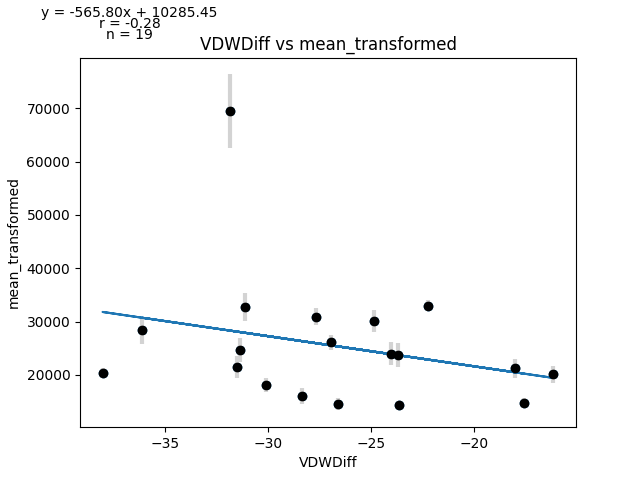 y = -565.80x + 10285.45
r = -0.28
n = 19
VDWDiff vs mean_transformed
mean_transformed
70000
60000
50000
40000
30000
20000
−35
−30
−25
−20
VDWDiff